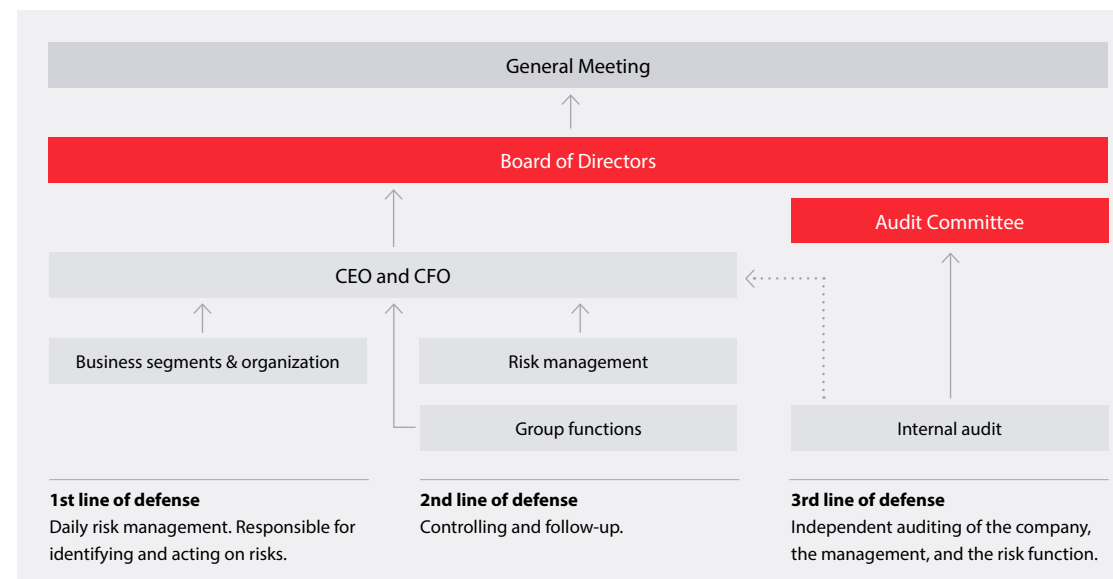 General Meeting
Board of Directors
Audit Committee
CEO and CFO
Business segments & organization
Risk management
Group functions
Internal audit
1st line of defense
Daily risk management. Responsible for
identifying and acting on risks.
2nd line of defense
Controlling and follow-up.
3rd line of defense
Independent auditing of the company,
the management, and the risk function.